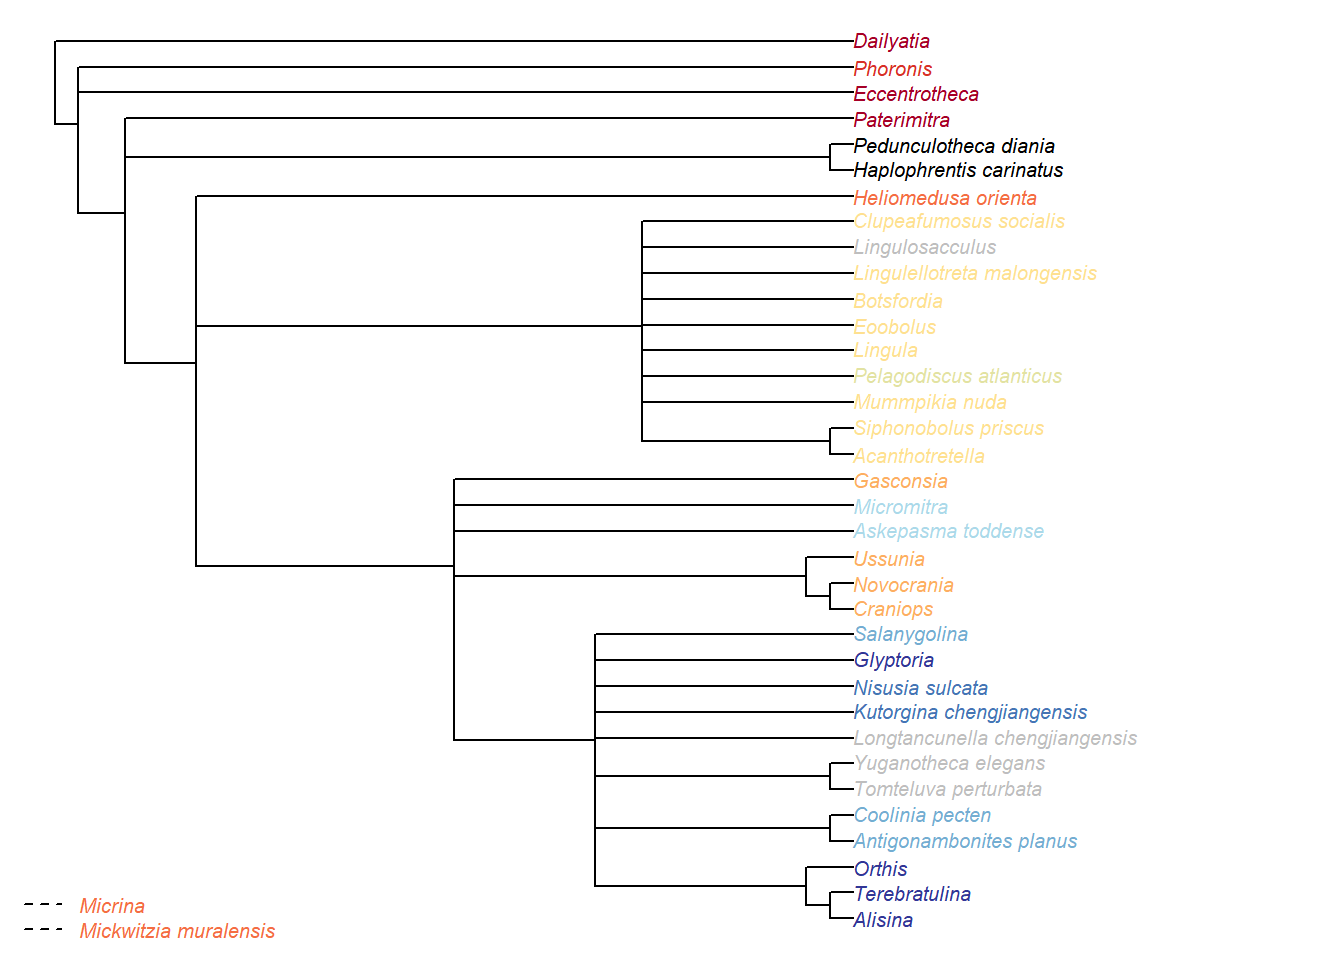 Dailyatia
Phoronis
Eccentrotheca
Paterimitra
Pedunculotheca diania
Haplophrentis carinatus
Heliomedusa orienta
Clupeafumosus socialis
Lingulosacculus
Lingulellotreta malongensis
Botsfordia
Eoobolus
Lingula
Pelagodiscus atlanticus
Mummpikia nuda
Siphonobolus priscus
Acanthotretella
Gasconsia
Micromitra
Askepasma toddense
Ussunia
Novocrania
Craniops
Salanygolina
Glyptoria
Nisusia sulcata
Kutorgina chengjiangensis
Longtancunella chengjiangensis
Yuganotheca elegans
Tomteluva perturbata
Coolinia pecten
Antigonambonites planus
Orthis
Terebratulina
Alisina
Micrina
Mickwitzia muralensis